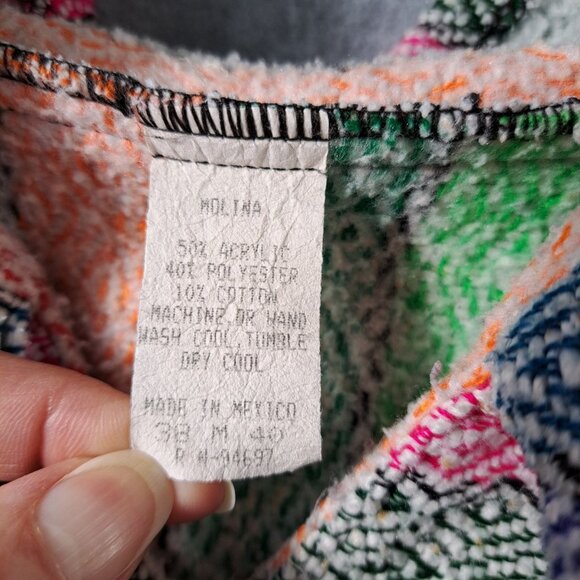 MOLINA
50% ACRYLIC
40% POLYESTER
10% COTTON
MACHINE OR HAND
WASH COOL,TUMBLE
DRY COOL
MADE IN MEXICO
38 M 40
R N-94697